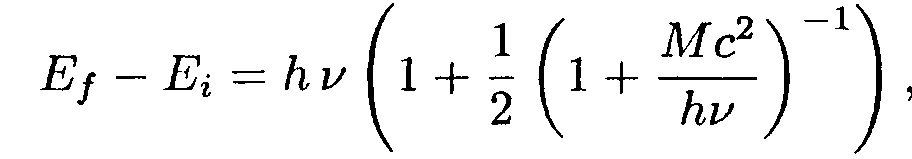 $E_f - E_i = h\,\nu \left( 1 + \frac{1}{2} \left( 1 + \frac{Mc^2}{h\nu} \right)^{-1} \right),$